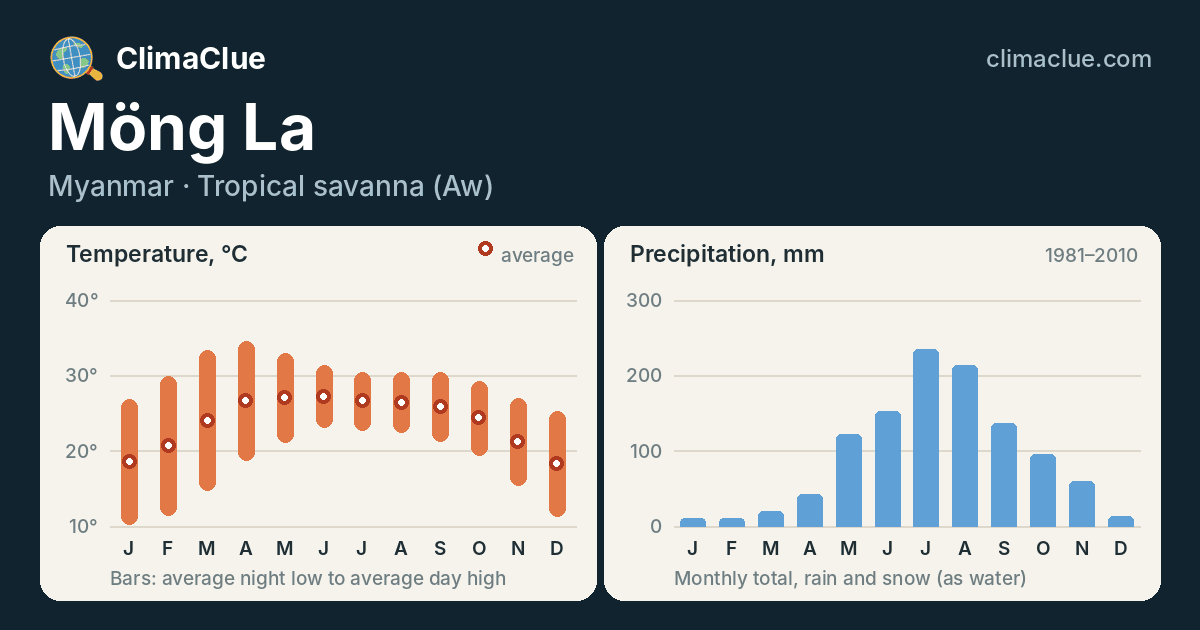 ClimaClue
climaclue.com
Möng La
Myanmar · Tropical savanna (Aw)
Temperature, °C
average
40°
30°
20°
10°
J F M A M J J A S O N D
Bars: average night low to average day high
Precipitation, mm
1981–2010
300
200
100
0
J F M A M J J A S O N D
Monthly total, rain and snow (as water)